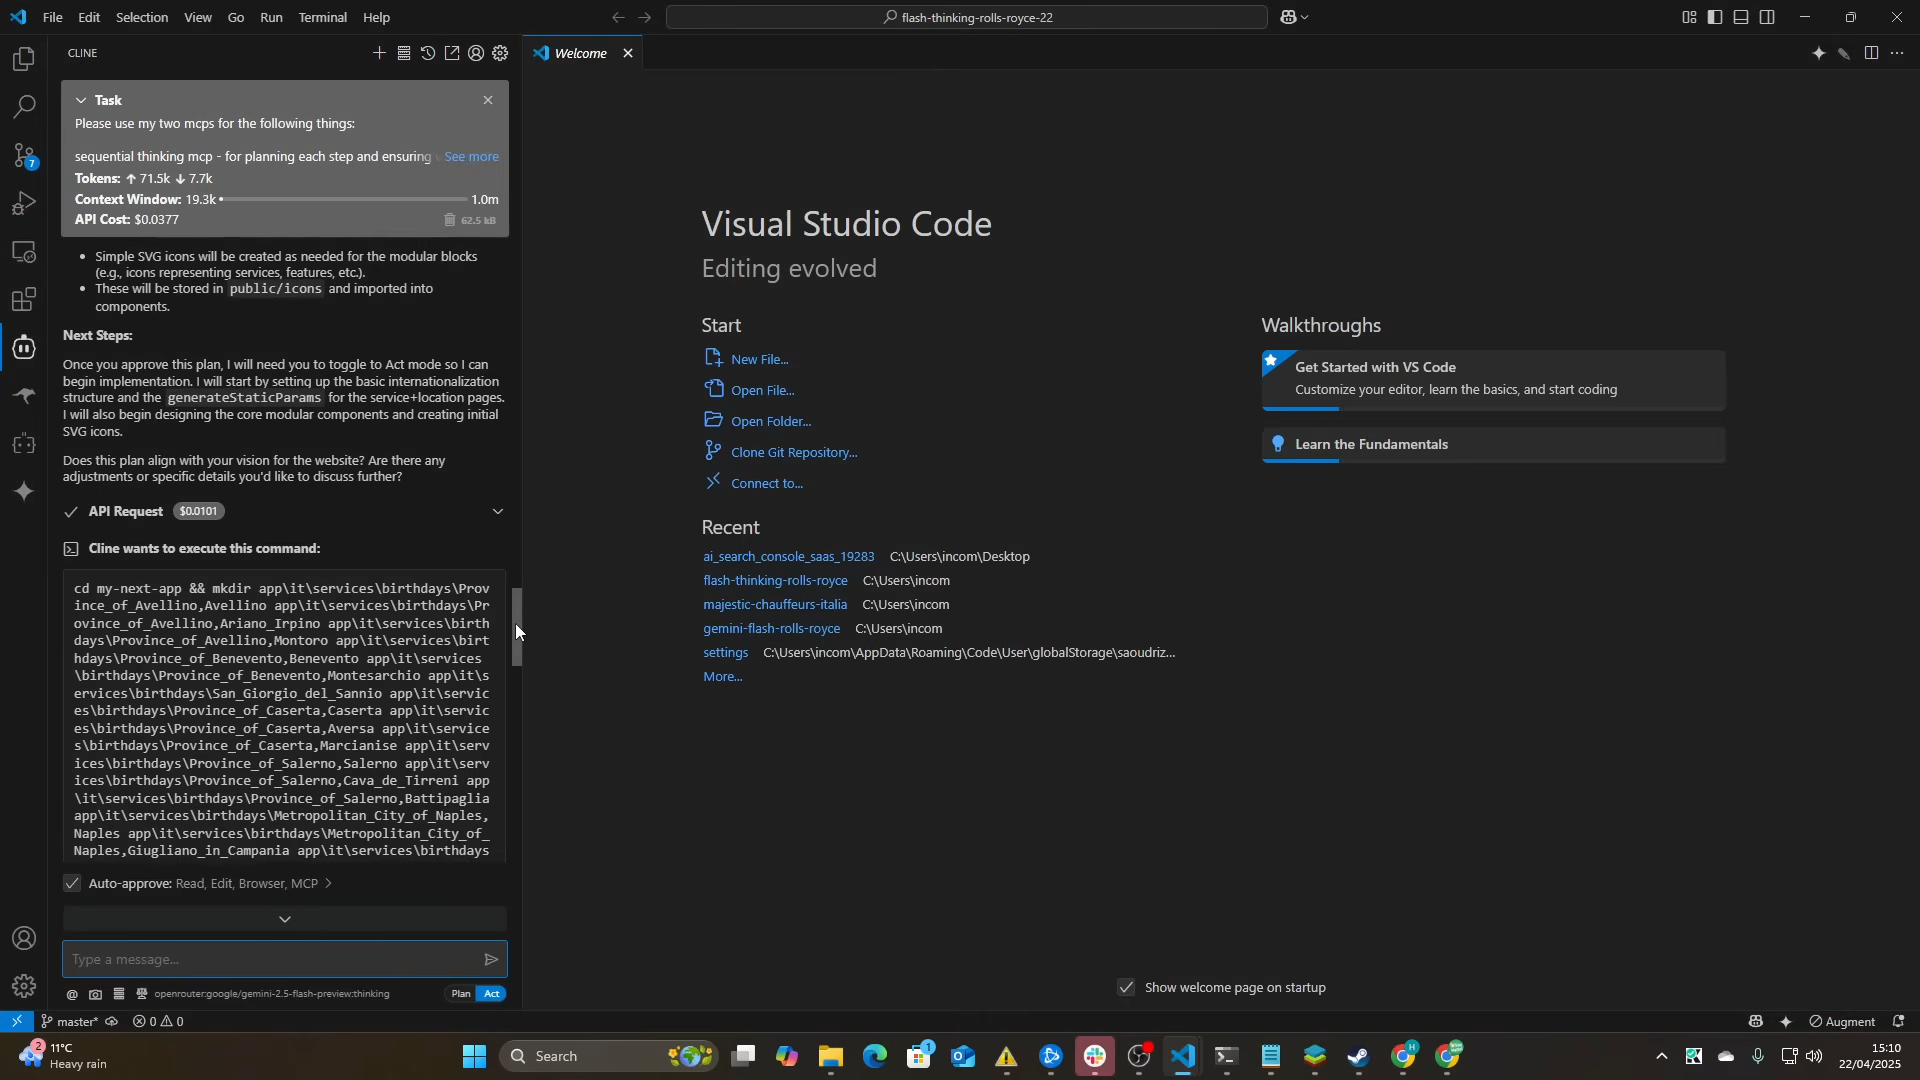 File Edit Selection View Go Run Terminal Help
flash-thinking-rolls-royce-22
CLINE
Welcome
Task
Please use my two mcps for the following things:
sequential thinking mcp - for planning each step and ensuring
See more
Tokens: ↑ 71.5k ↓ 7.7k
Context Window: 19.3k 1.0m
API Cost: $0.0377
62.5 kB
• Simple SVG icons will be created as needed for the modular blocks
(e.g., icons representing services, features, etc.).
• These will be stored in public/icons and imported into
components.
Next Steps:
Once you approve this plan, I will need you to toggle to Act mode so I can
begin implementation. I will start by setting up the basic internationalization
structure and the generateStaticParams for the service+location pages.
I will also begin designing the core modular components and creating initial
SVG icons.
Does this plan align with your vision for the website? Are there any
adjustments or specific details you'd like to discuss further?
API Request $0.0101
Cline wants to execute this command:
cd my-next-app && mkdir app\it\services\birthdays\Prov
ince_of_Avellino,Avellino app\it\services\birthdays\Pr
ovince_of_Avellino,Ariano_Irpino app\it\services\birth
days\Province_of_Avellino,Montoro app\it\services\birt
hdays\Province_of_Benevento,Benevento app\it\services
\birthdays\Province_of_Benevento,Montesarchio app\it\s
ervices\birthdays\San_Giorgio_del_Sannio app\it\servic
es\birthdays\Province_of_Caserta,Caserta app\it\servic
es\birthdays\Province_of_Caserta,Aversa app\it\service
s\birthdays\Province_of_Caserta,Marcianise app\it\serv
ices\birthdays\Province_of_Salerno,Salerno app\it\serv
ices\birthdays\Province_of_Salerno,Cava_de_Tirreni app
\it\services\birthdays\Province_of_Salerno,Battipaglia
app\it\services\birthdays\Metropolitan_City_of_Naples,
Naples app\it\services\birthdays\Metropolitan_City_of_
Naples,Giugliano_in_Campania app\it\services\birthdays
Auto-approve: Read, Edit, Browser, MCP
Type a message...
@ openrouter:google/gemini-2.5-flash-preview:thinking
Plan Act
7
Visual Studio Code
Editing evolved
Start
New File...
Open File...
Open Folder...
Clone Git Repository...
Connect to...
Recent
ai_search_console_saas_19283 C:\Users\incom\Desktop
flash-thinking-rolls-royce C:\Users\incom
majestic-chauffeurs-italia C:\Users\incom
gemini-flash-rolls-royce C:\Users\incom
settings C:\Users\incom\AppData\Roaming\Code\User\globalStorage\saoudriz...
More...
Walkthroughs
Get Started with VS Code
Customize your editor, learn the basics, and start coding
Learn the Fundamentals
Show welcome page on startup
master* 0 0
Augment
2
11°C
Heavy rain
Search
1
15:10
22/04/2025